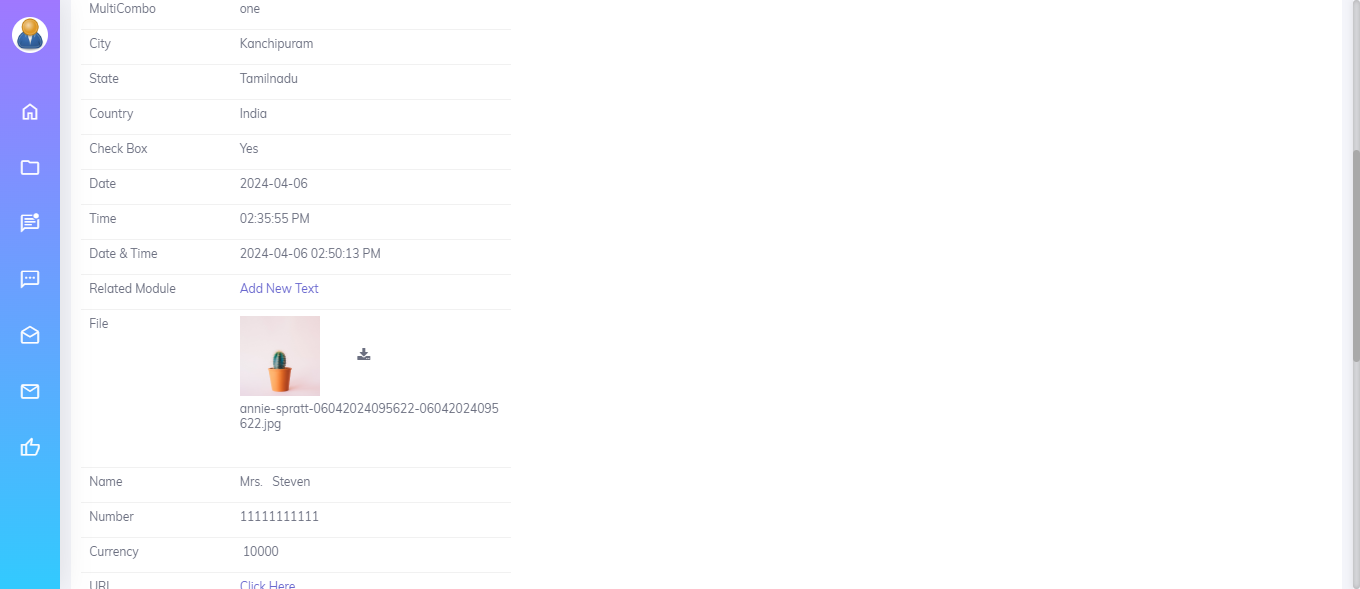 MultiCombo one
City Kanchipuram
State Tamilnadu
Country India
Check Box Yes
Date 2024-04-06
Time 02:35:55 PM
Date & Time 2024-04-06 02:50:13 PM
Related Module Add New Text
File
annie-spratt-06042024095622-06042024095
622.jpg
Name Mrs. Steven
Number 11111111111
Currency 10000
URL Click Here